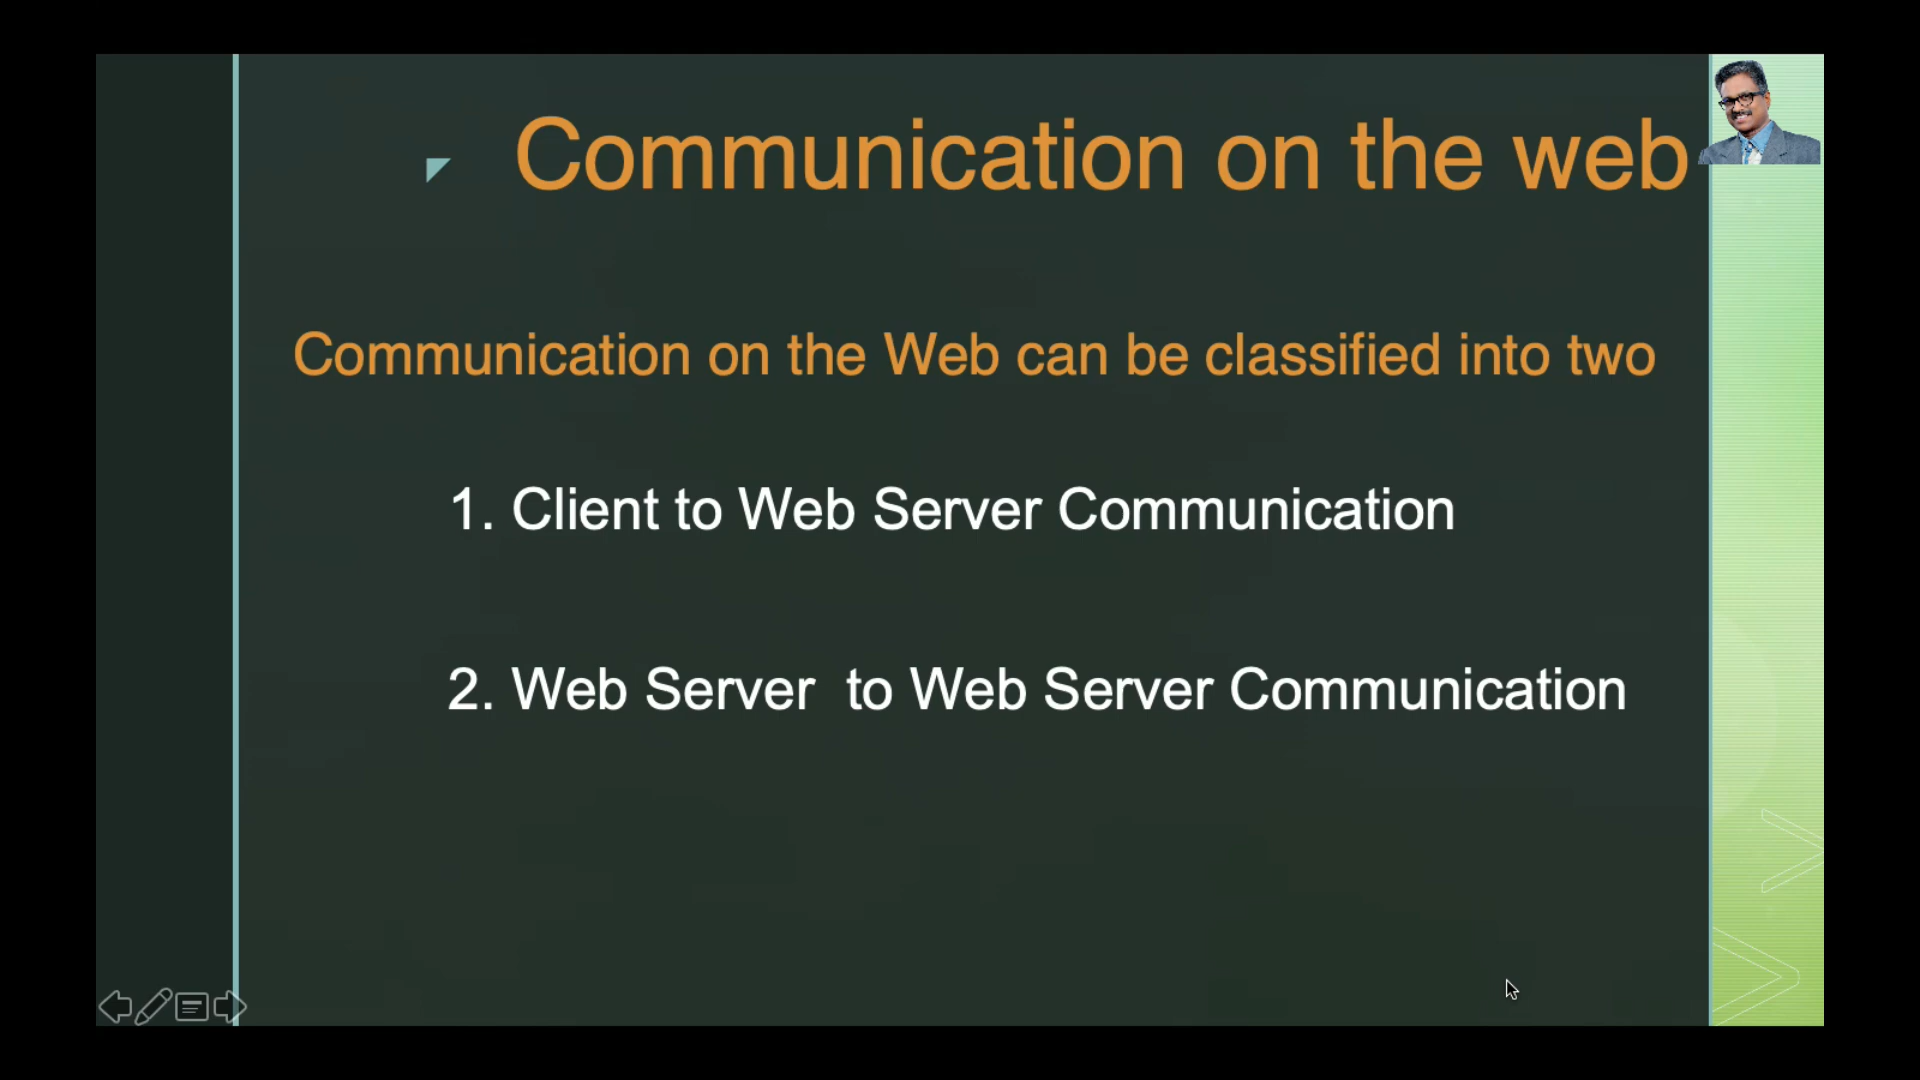 Communication on the web
Communication on the Web can be classified into two
1. Client to Web Server Communication
2. Web Server  to Web Server Communication